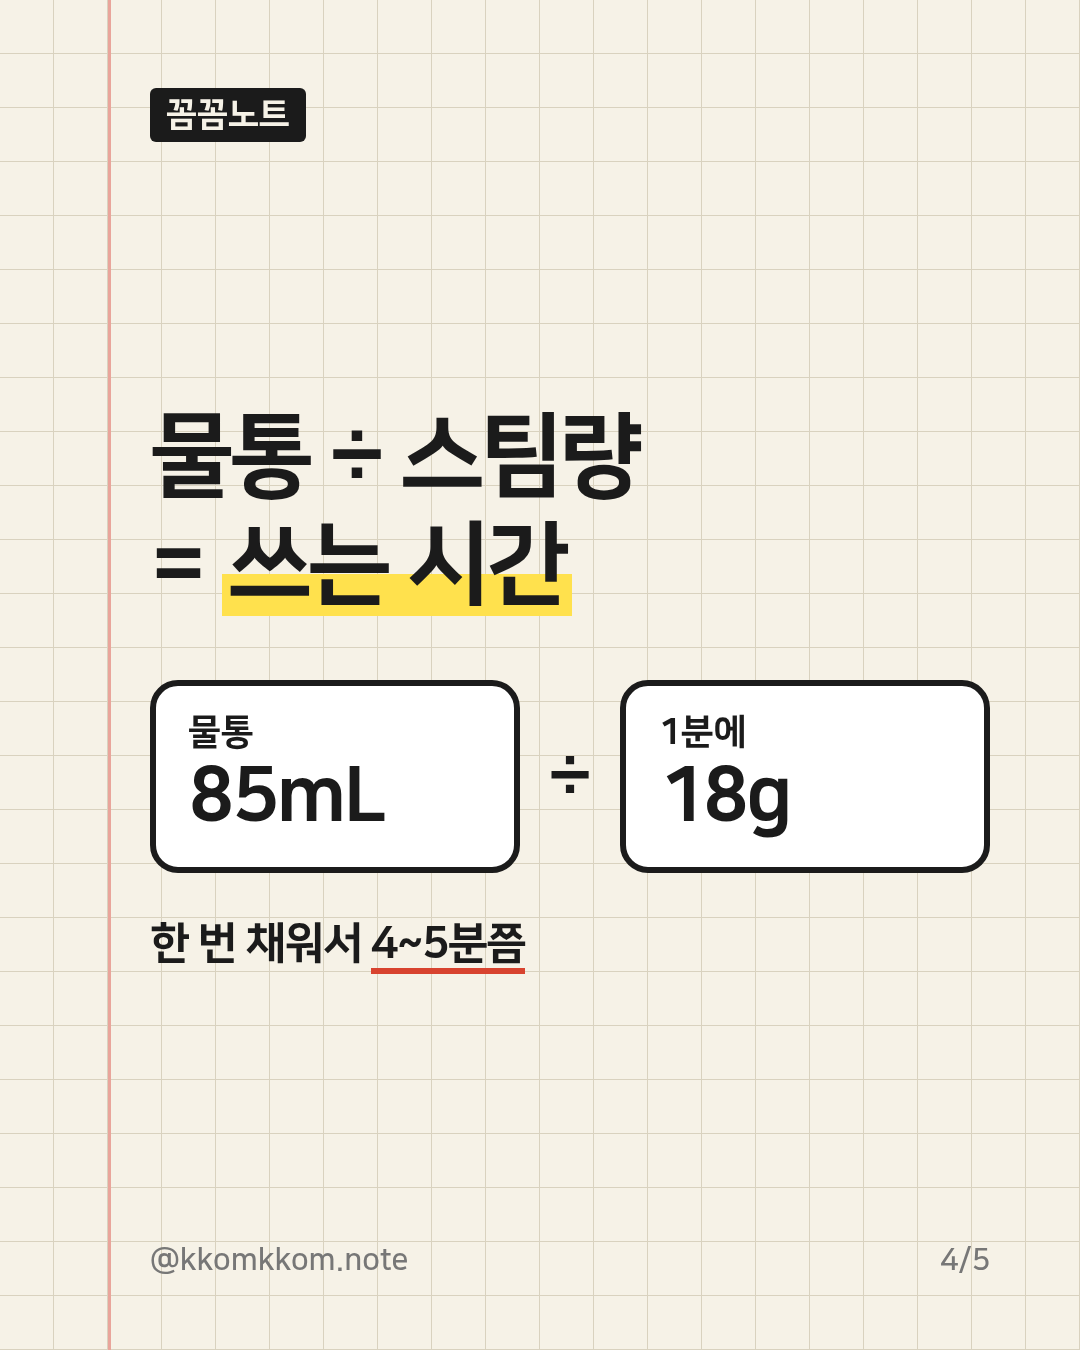 꼼꼼노트
물통 ÷ 스팀량
= 쓰는 시간
물통
85mL
÷
1분에
18g
한 번 채워서 4~5분쯤
@kkomkkom.note
4/5